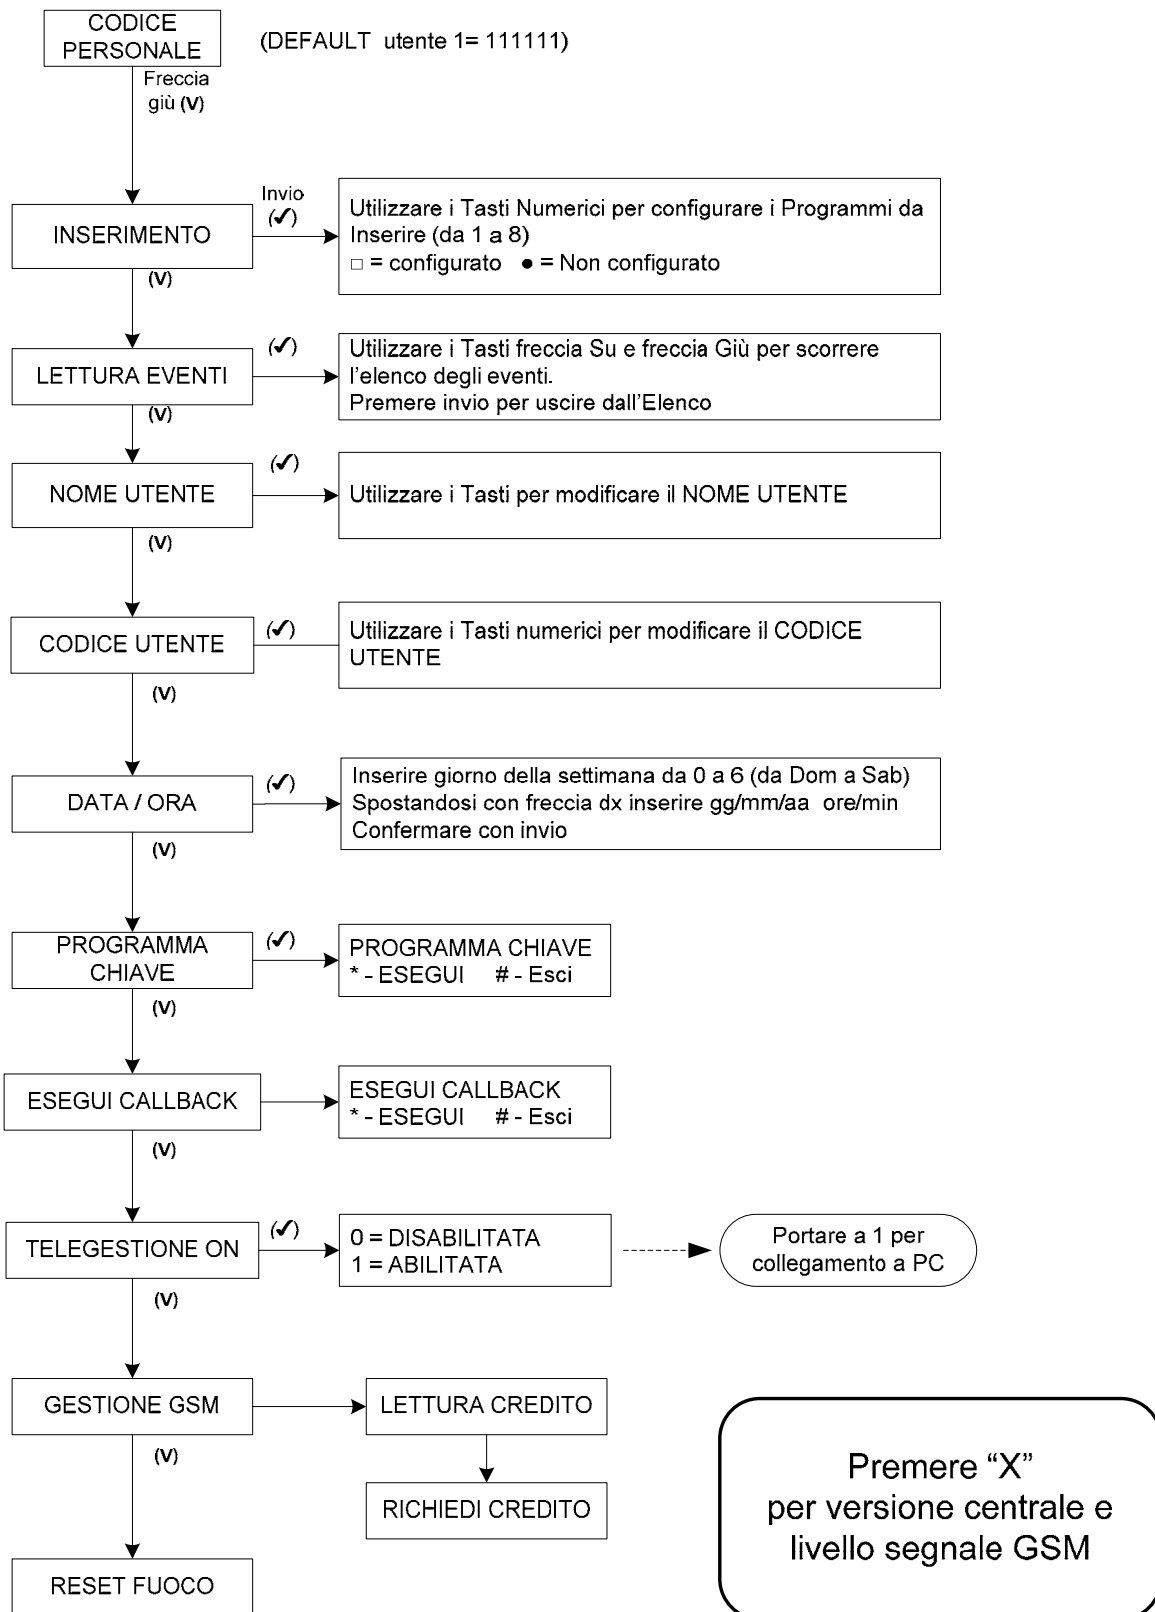 CODICE
PERSONALE
(DEFAULT utente 1= 111111)
Freccia
giù (V)
INSERIMENTO
Invio
(✓)
Utilizzare i Tasti Numerici per configurare i Programmi da
Inserire (da 1 a 8)
□ = configurato ● = Non configurato
(V)
LETTURA EVENTI
(✓)
Utilizzare i Tasti freccia Su e freccia Giù per scorrere
l'elenco degli eventi.
Premere invio per uscire dall'Elenco
(V)
NOME UTENTE
(✓)
Utilizzare i Tasti per modificare il NOME UTENTE
(V)
CODICE UTENTE
(✓)
Utilizzare i Tasti numerici per modificare il CODICE
UTENTE
(V)
DATA / ORA
(✓)
Inserire giorno della settimana da 0 a 6 (da Dom a Sab)
Spostandosi con freccia dx inserire gg/mm/aa ore/min
Confermare con invio
(V)
PROGRAMMA
CHIAVE
(✓)
PROGRAMMA CHIAVE
* - ESEGUI # - Esci
(V)
ESEGUI CALLBACK
ESEGUI CALLBACK
* - ESEGUI # - Esci
(V)
TELEGESTIONE ON
(✓)
0 = DISABILITATA
1 = ABILITATA
Portare a 1 per
collegamento a PC
(V)
GESTIONE GSM
LETTURA CREDITO
(V)
RICHIEDI CREDITO
RESET FUOCO
Premere “X”
per versione centrale e
livello segnale GSM